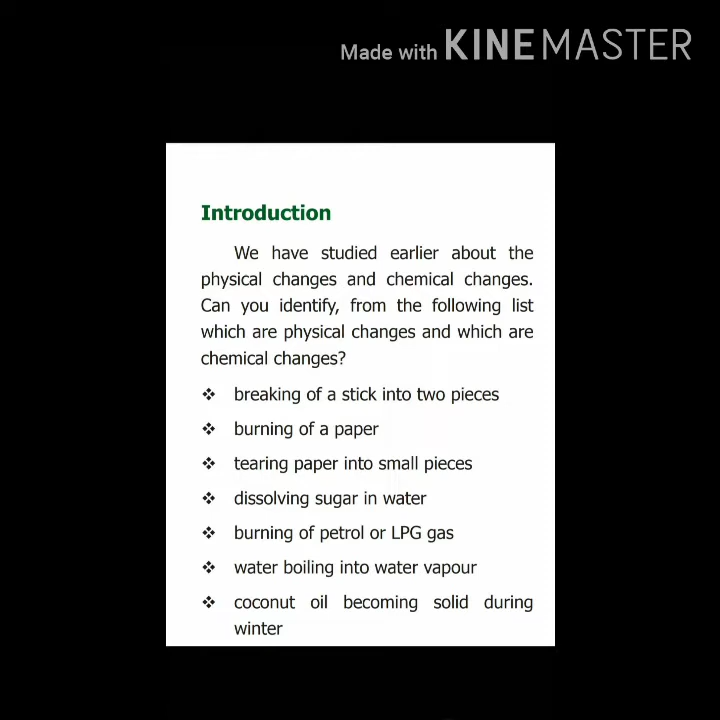 Made with KINEMASTER
Introduction
We have studied earlier about the
physical changes and chemical changes.
Can you identify, from the following list
which are physical changes and which are
chemical changes?
❖ breaking of a stick into two pieces
❖ burning of a paper
❖ tearing paper into small pieces
❖ dissolving sugar in water
❖ burning of petrol or LPG gas
❖ water boiling into water vapour
❖ coconut oil becoming solid during
winter